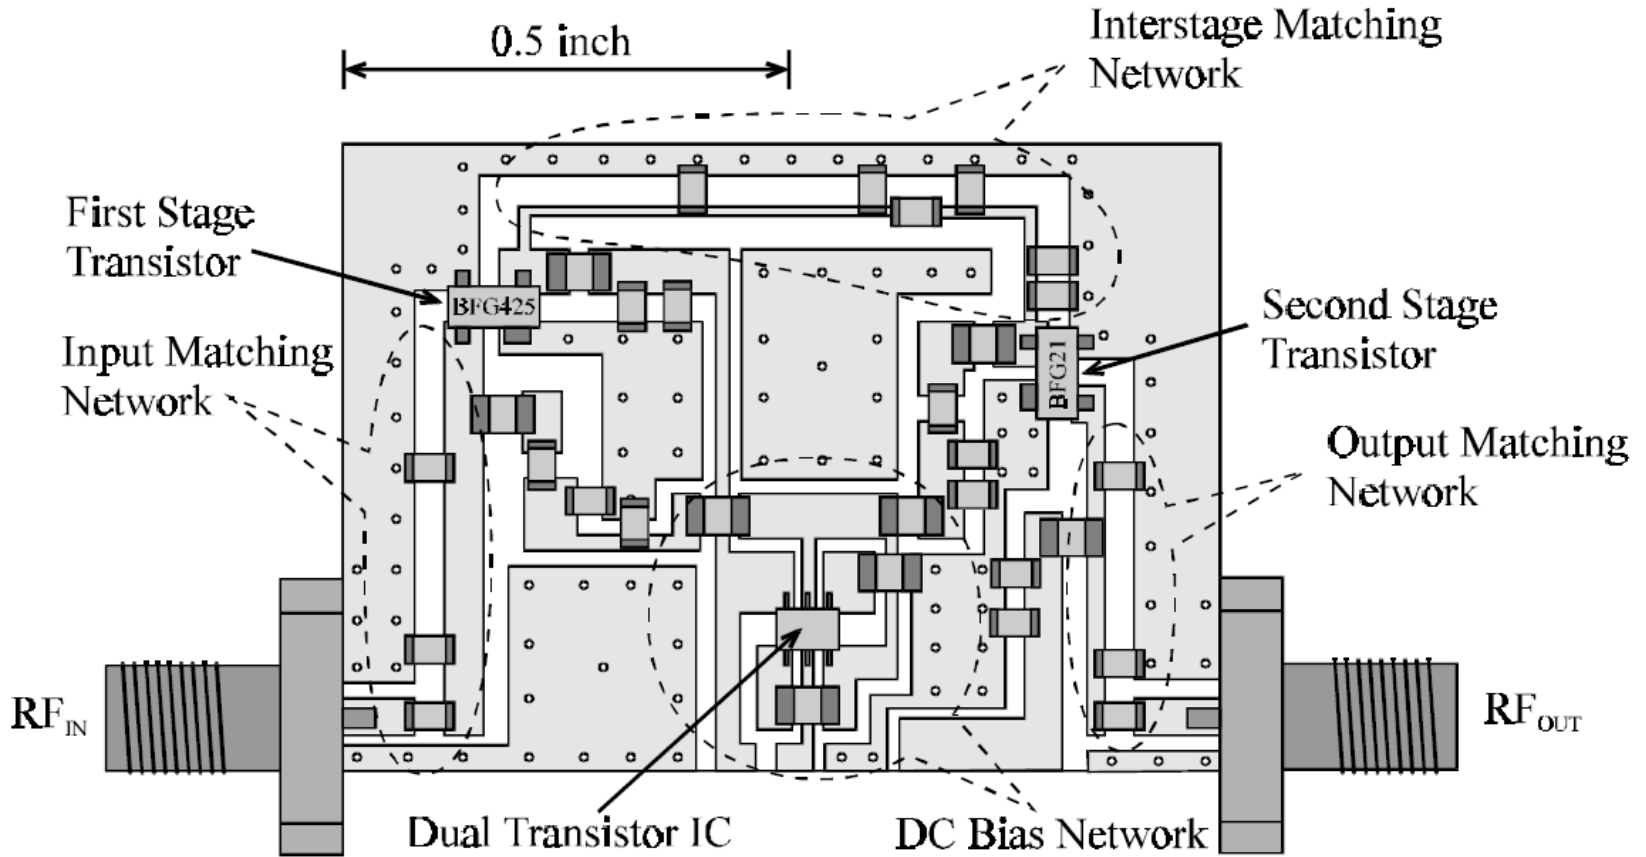 0.5 inch
Interstage Matching
Network
First Stage
Transistor
BFG425
Input Matching
Network
Second Stage
Transistor
BFG21
Output Matching
Network
RFIN
RFOUT
Dual Transistor IC
DC Bias Network